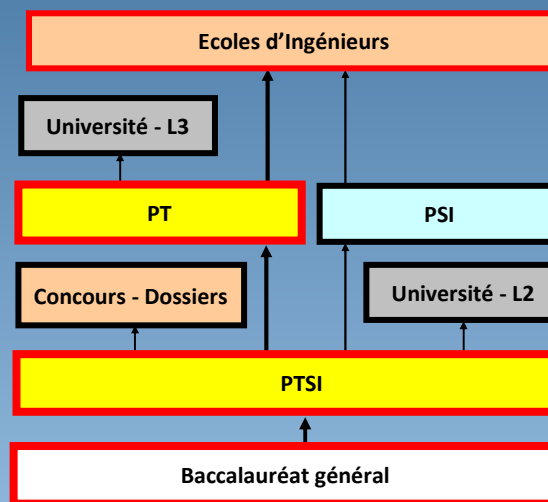 Ecoles d'Ingénieurs
Université - L3
PT
PSI
Concours - Dossiers
Université - L2
PTSI
Baccalauréat général